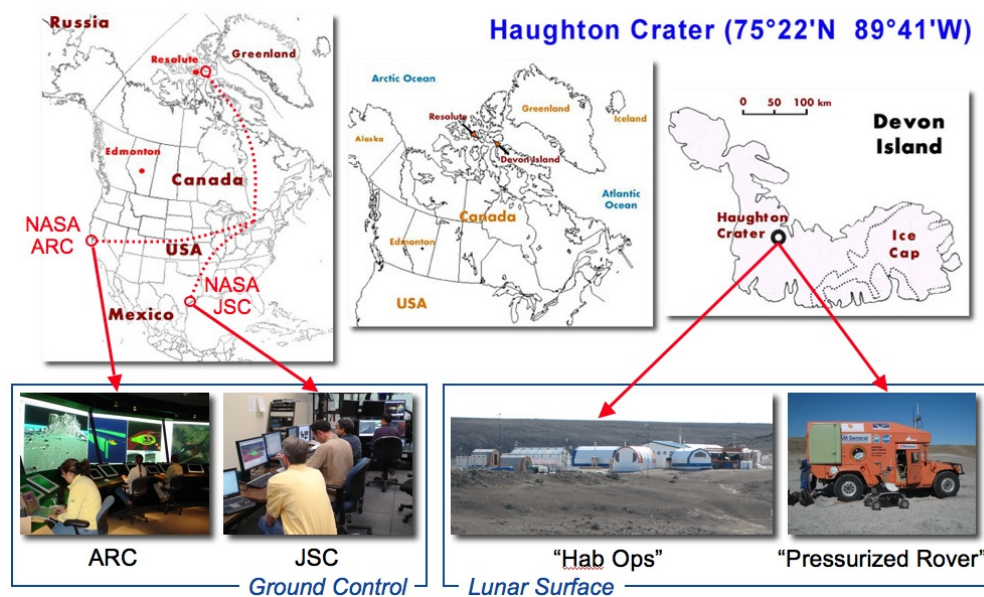 Haughton Crater (75°22'N 89°41'W)
Russia
Greenland
Resolute
Edmonton
Canada
NASA
ARC
USA
NASA
JSC
Mexico
Arctic Ocean
Greenland
Iceland
Resolute
Alaska
Devon Island
Atlantic
Ocean
Canada
Edmonton
USA
0 50 100 km
Devon
Island
Haughton
Crater
Ice
Cap
AM General
ARC
JSC
Ground Control
“Hab Ops”
“Pressurized Rover”
Lunar Surface